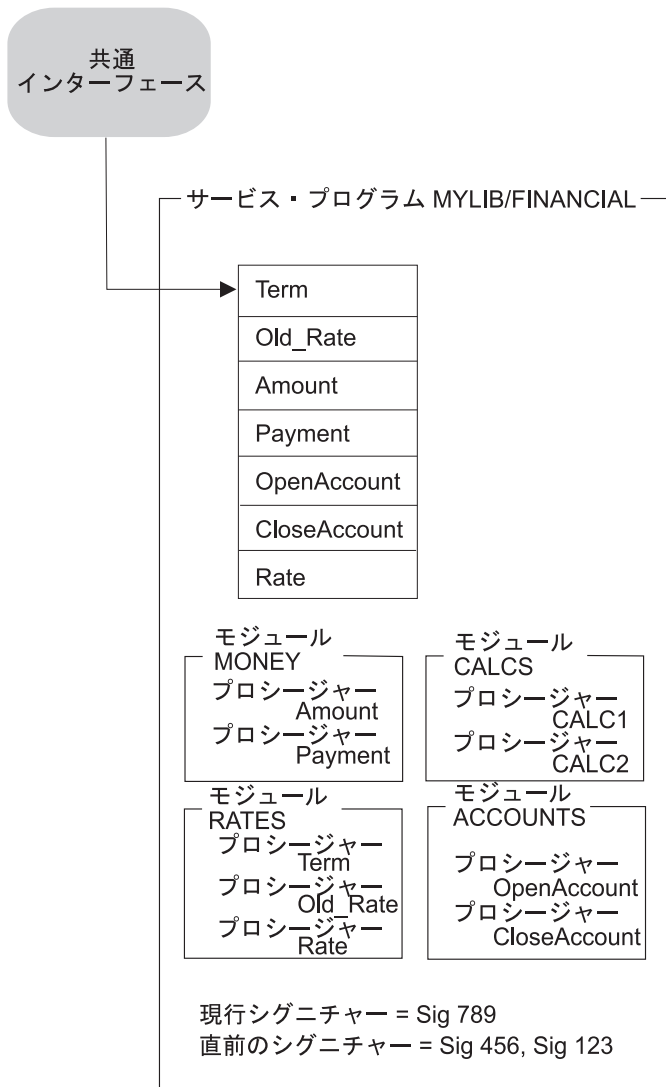 共通
インターフェース
サービス・プログラム MYLIB/FINANCIAL
Term
Old_Rate
Amount
Payment
OpenAccount
CloseAccount
Rate
モジュール
MONEY
プロシージャー
Amount
プロシージャー
Payment
モジュール
CALCS
プロシージャー
CALC1
プロシージャー
CALC2
モジュール
RATES
プロシージャー
Term
プロシージャー
Old_Rate
プロシージャー
Rate
モジュール
ACCOUNTS
プロシージャー
OpenAccount
プロシージャー
CloseAccount
現行シグニチャー = Sig 789
直前のシグニチャー = Sig 456, Sig 123